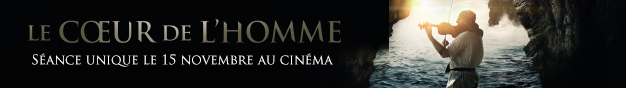 LE CŒUR DE L'HOMME
SÉANCE UNIQUE LE 15 NOVEMBRE AU CINÉMA